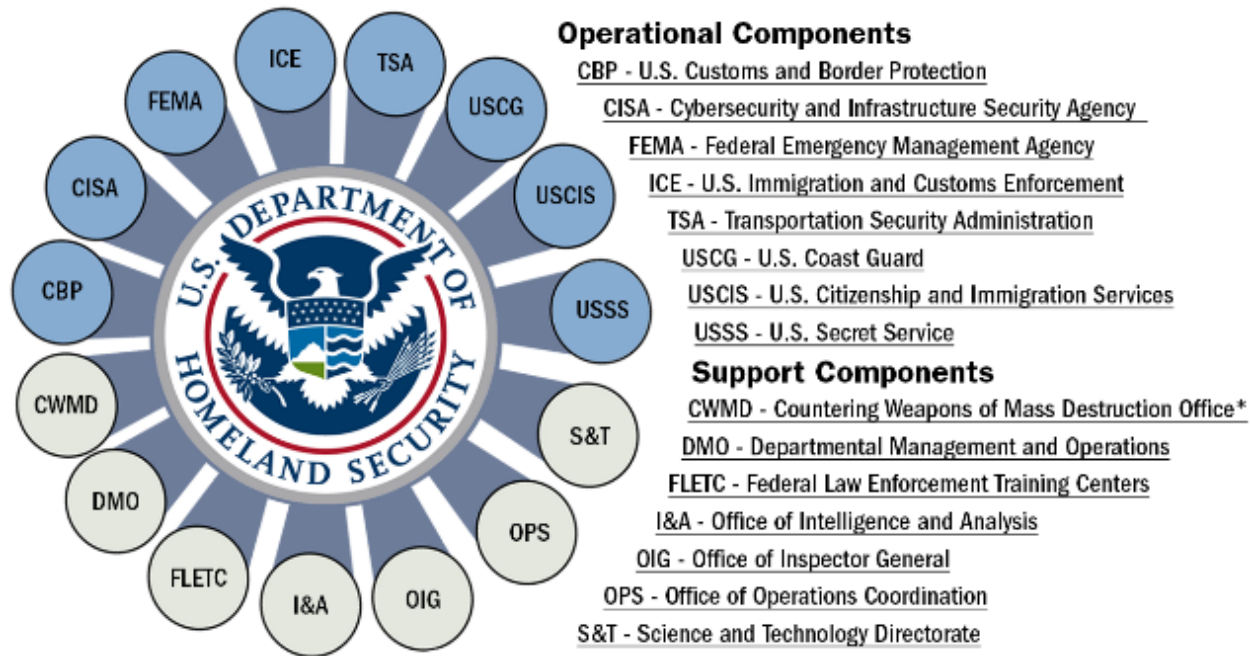 ICE
TSA
FEMA
USCG
CISA
USCIS
CBP
USSS
CWMD
S&T
DMO
OPS
FLETC
I&A
OIG
U.S. DEPARTMENT OF
HOMELAND SECURITY
Operational Components
CBP - U.S. Customs and Border Protection
CISA - Cybersecurity and Infrastructure Security Agency
FEMA - Federal Emergency Management Agency
ICE - U.S. Immigration and Customs Enforcement
TSA - Transportation Security Administration
USCG - U.S. Coast Guard
USCIS - U.S. Citizenship and Immigration Services
USSS - U.S. Secret Service
Support Components
CWMD - Countering Weapons of Mass Destruction Office*
DMO - Departmental Management and Operations
FLETC - Federal Law Enforcement Training Centers
I&A - Office of Intelligence and Analysis
OIG - Office of Inspector General
OPS - Office of Operations Coordination
S&T - Science and Technology Directorate